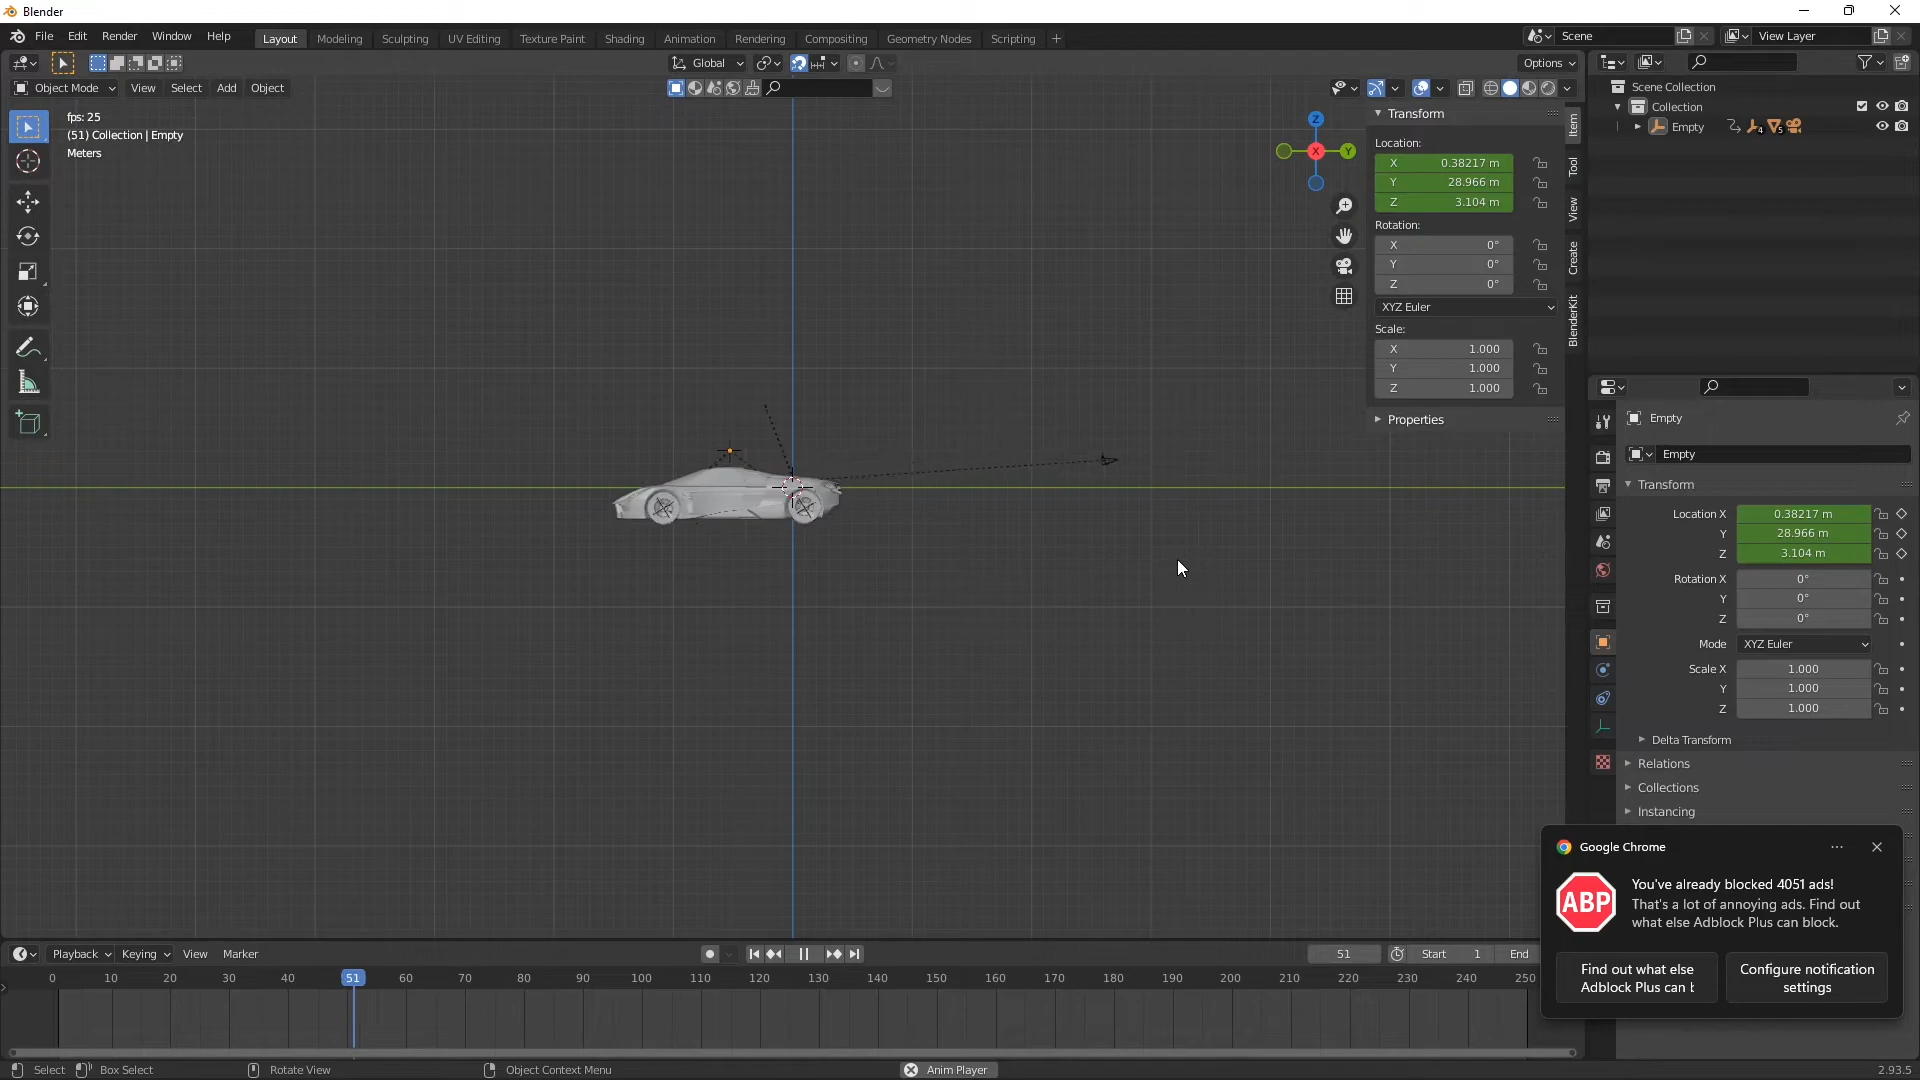 Blender
File Edit Render Window Help
Layout Modeling Sculpting UV Editing Texture Paint Shading Animation Rendering Compositing Geometry Nodes Scripting
Scene
View Layer
Global
Options
Object Mode View Select Add Object
fps: 25
(51) Collection | Empty
Meters
Z
X
Y
Transform
Location:
X 0.38217 m
Y 28.966 m
Z 3.104 m
Rotation:
X 0°
Y 0°
Z 0°
XYZ Euler
Scale:
X 1.000
Y 1.000
Z 1.000
Properties
Item
Tool
View
Create
BlenderKit
Scene Collection
Collection
Empty
4
5
Empty
Empty
Transform
Location X 0.38217 m
Y 28.966 m
Z 3.104 m
Rotation X 0°
Y 0°
Z 0°
Mode XYZ Euler
Scale X 1.000
Y 1.000
Z 1.000
Delta Transform
Relations
Collections
Instancing
Google Chrome
ABP
You've already blocked 4051 ads!
That's a lot of annoying ads. Find out
what else Adblock Plus can block.
Find out what else
Adblock Plus can b
Configure notification
settings
Playback Keying View Marker
51
Start 1
End
0 10 20 30 40 51 60 70 80 90 100 110 120 130 140 150 160 170 180 190 200 210 220 230 240 250
Select Box Select Rotate View Object Context Menu Anim Player 2.93.5